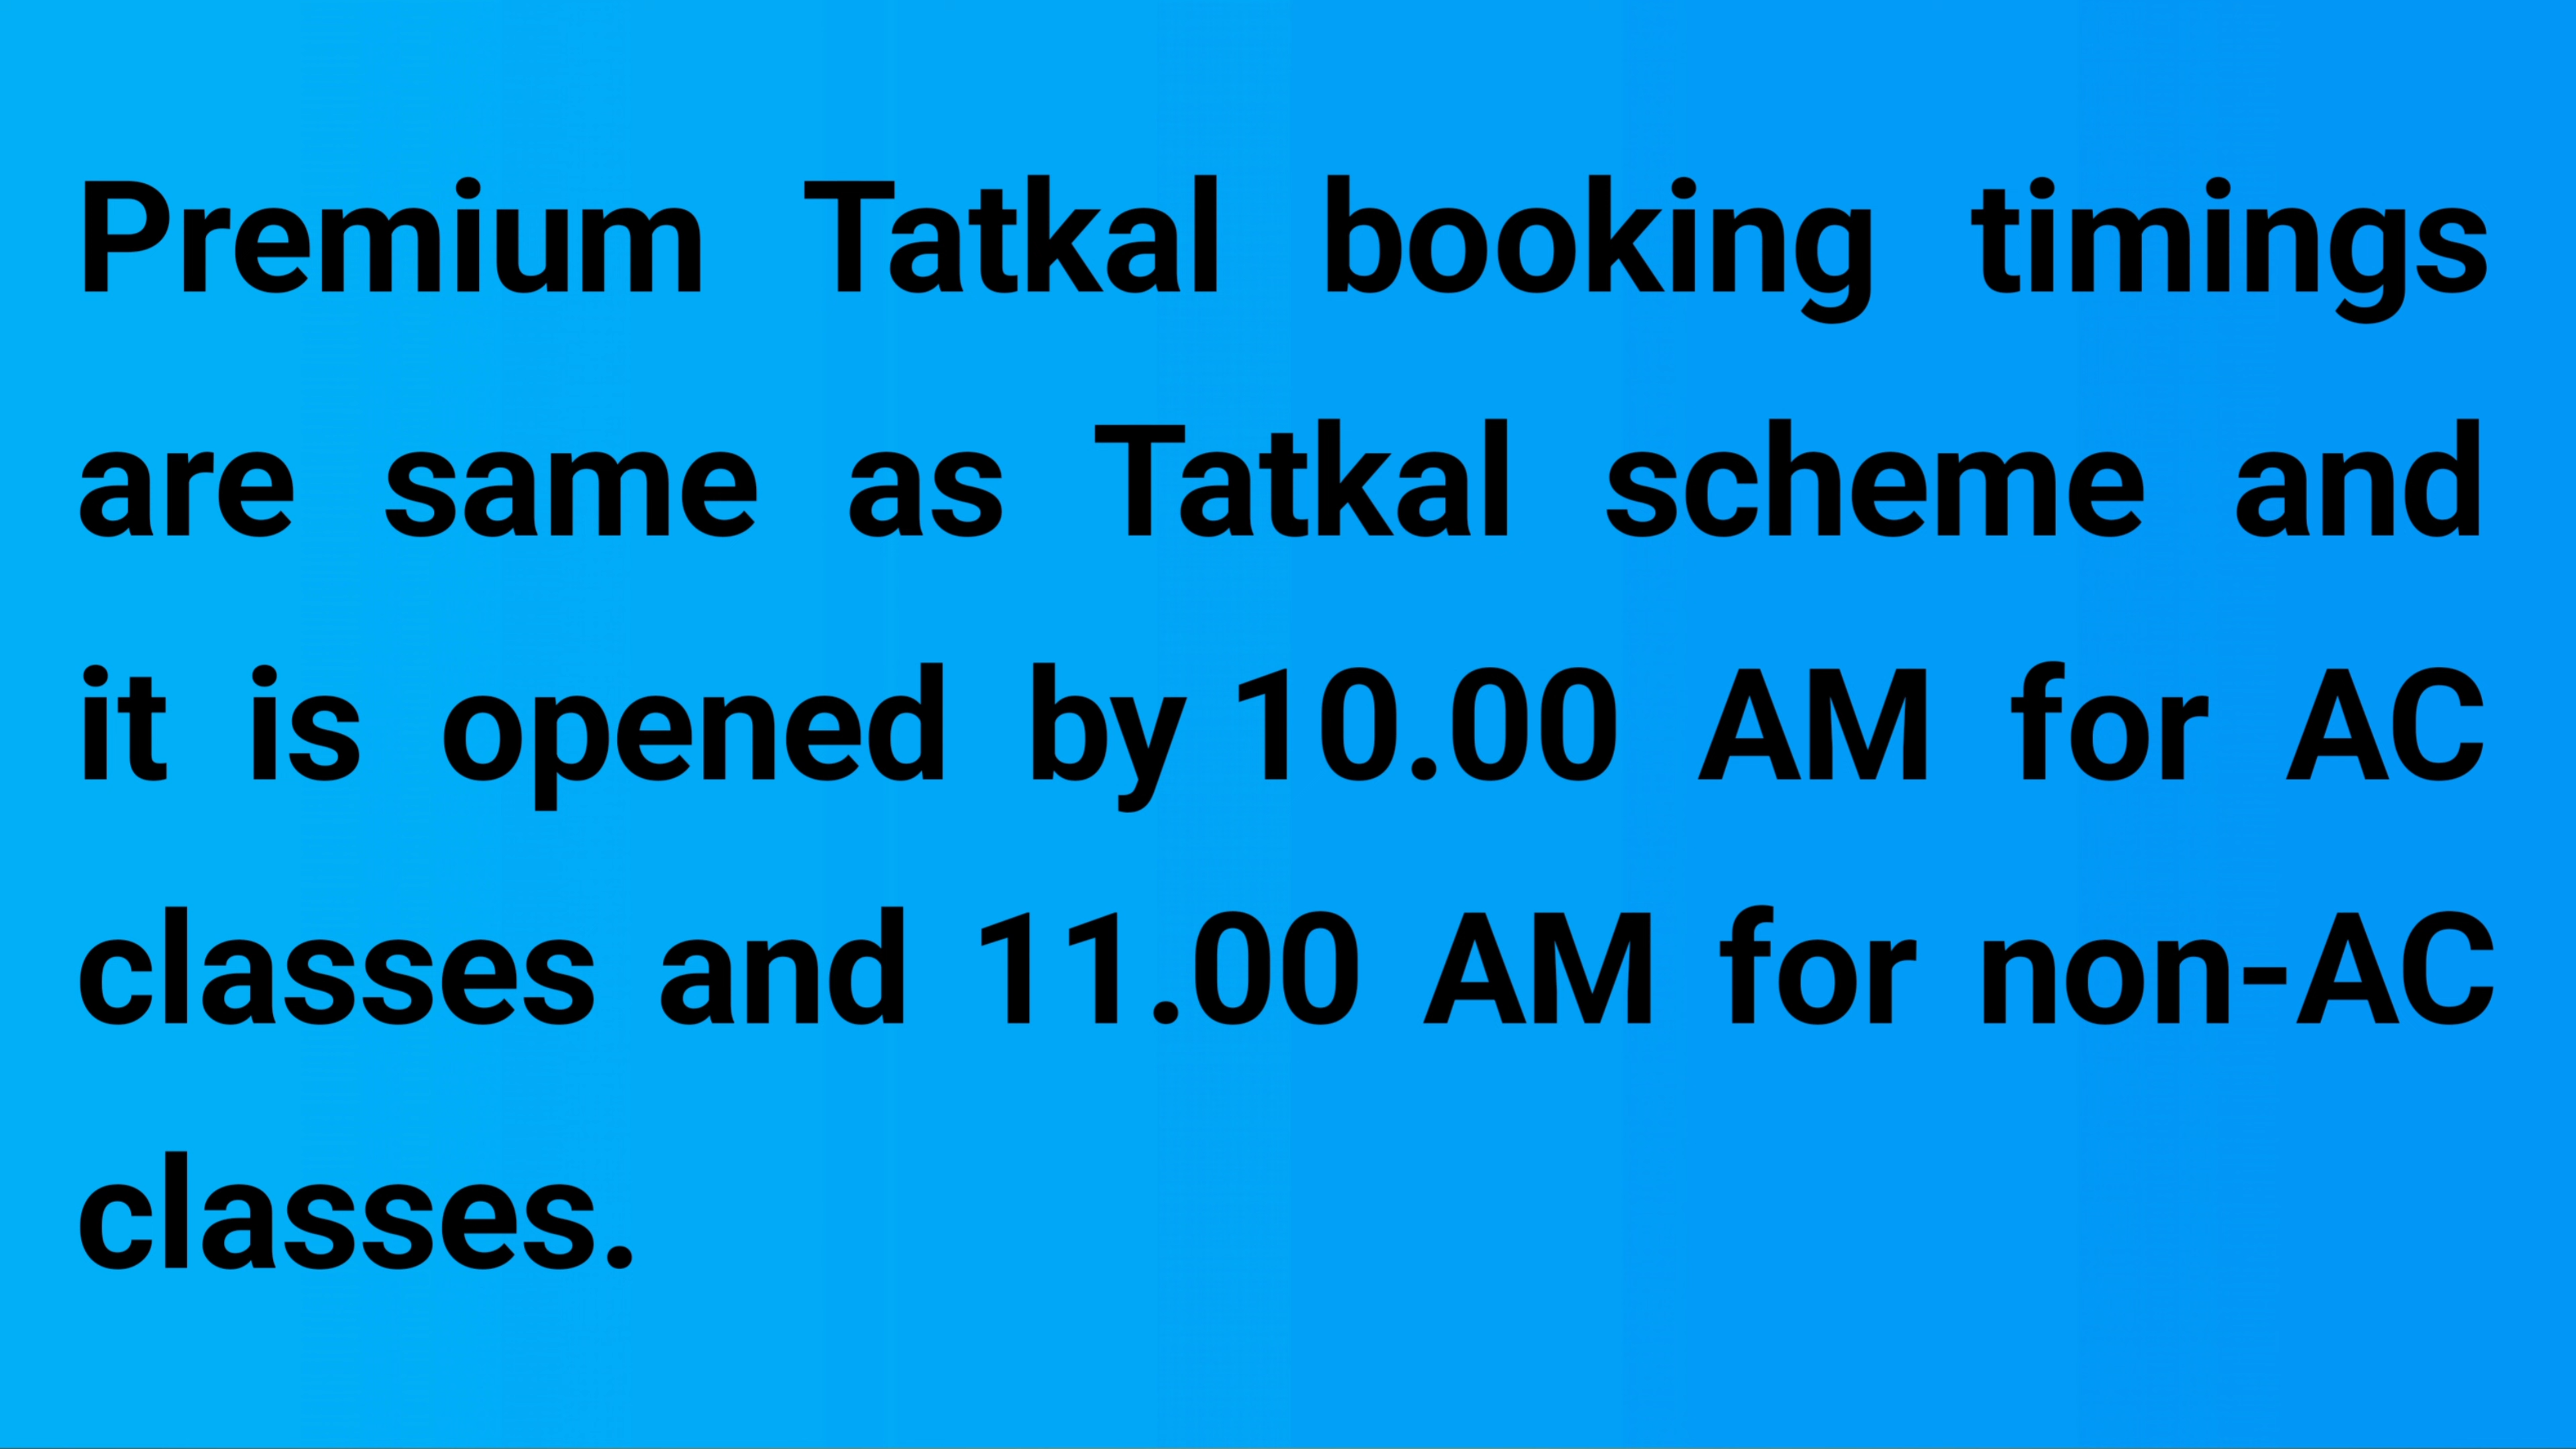 Premium Tatkal booking timings
are same as Tatkal scheme and
it is opened by 10.00 AM for AC
classes and 11.00 AM for non-AC
classes.